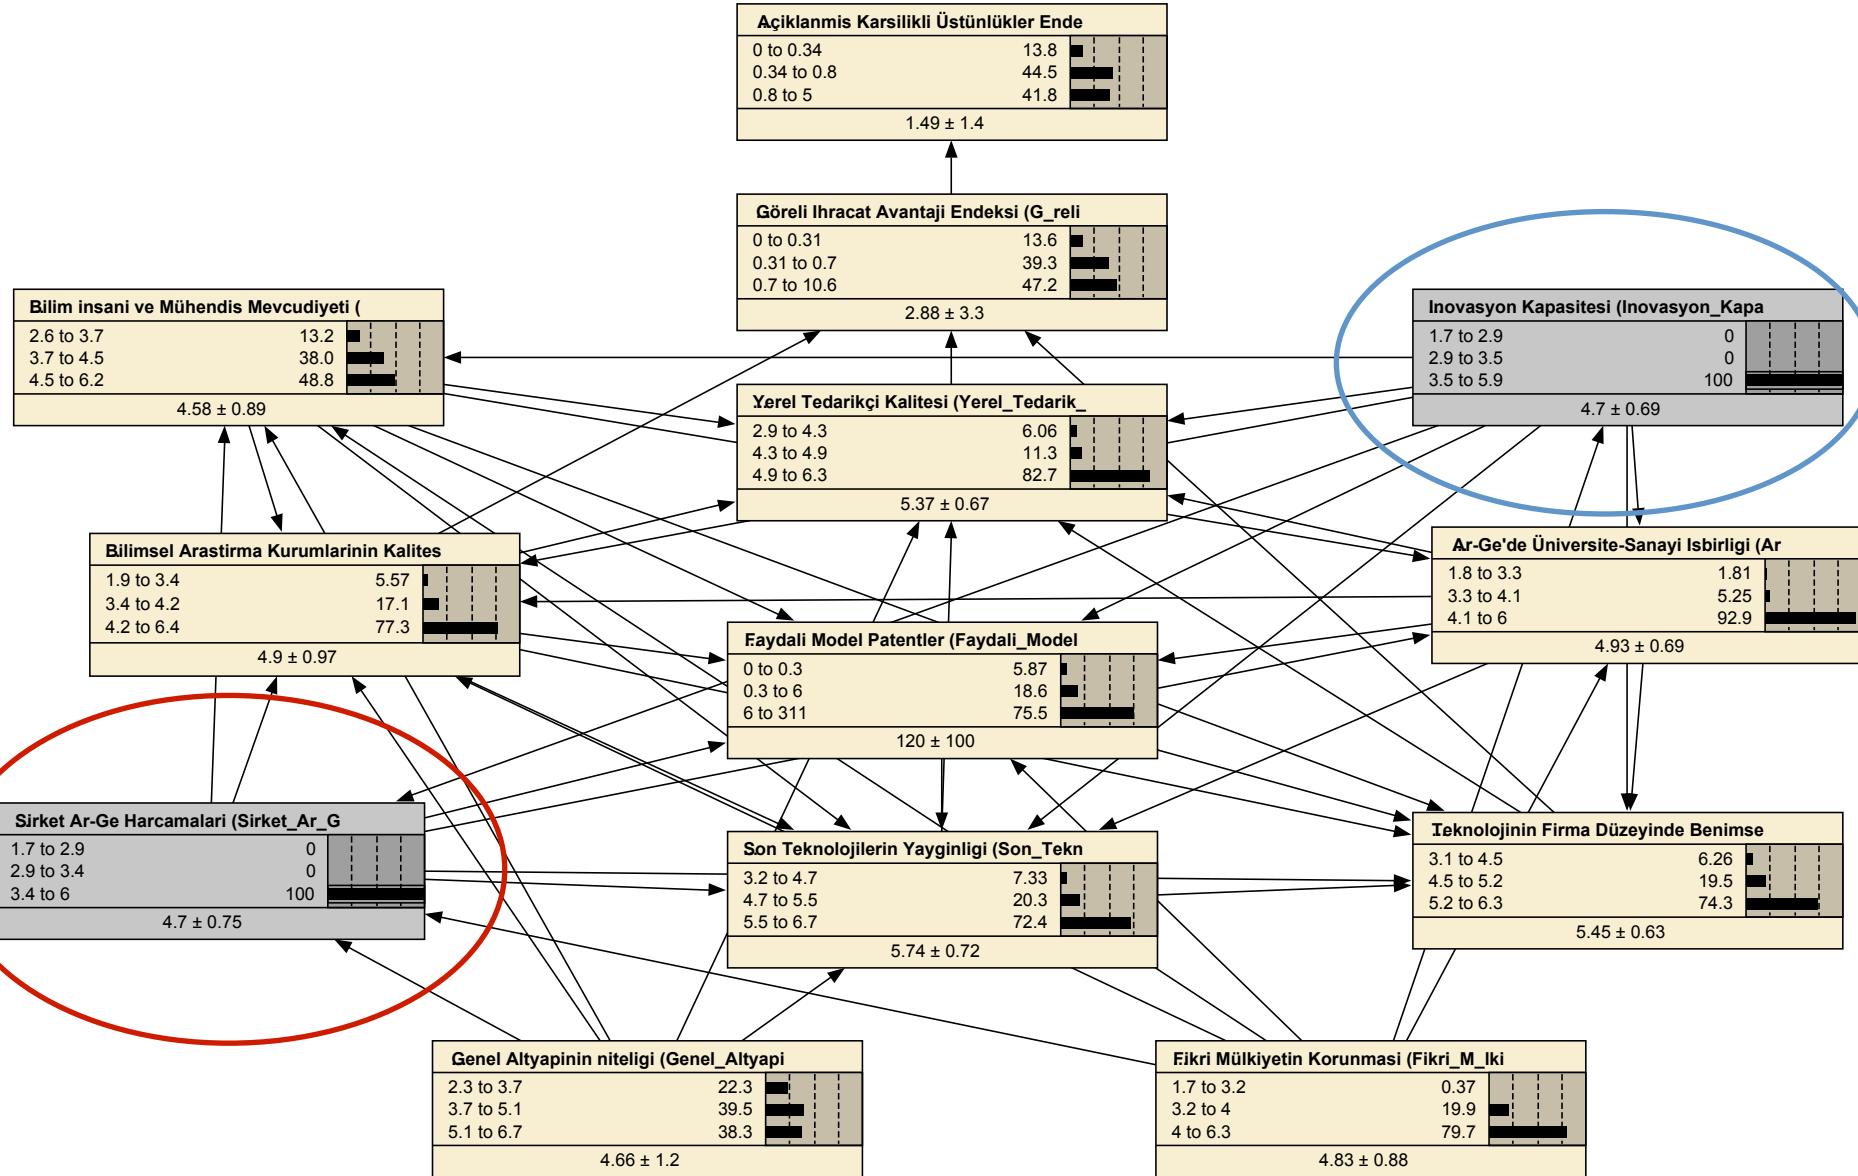 Açiklanmis Karsilikli Üstünlükler Ende
0 to 0.34 13.8
0.34 to 0.8 44.5
0.8 to 5 41.8
1.49 ± 1.4
Göreli Ihracat Avantaji Endeksi (G_reli
0 to 0.31 13.6
0.31 to 0.7 39.3
0.7 to 10.6 47.2
2.88 ± 3.3
Bilim insani ve Mühendis Mevcudiyeti (
2.6 to 3.7 13.2
3.7 to 4.5 38.0
4.5 to 6.2 48.8
4.58 ± 0.89
Inovasyon Kapasitesi (Inovasyon_Kapa
1.7 to 2.9 0
2.9 to 3.5 0
3.5 to 5.9 100
4.7 ± 0.69
Yerel Tedarikçi Kalitesi (Yerel_Tedarik_
2.9 to 4.3 6.06
4.3 to 4.9 11.3
4.9 to 6.3 82.7
5.37 ± 0.67
Bilimsel Arastirma Kurumlarinin Kalites
1.9 to 3.4 5.57
3.4 to 4.2 17.1
4.2 to 6.4 77.3
4.9 ± 0.97
Ar-Ge'de Üniversite-Sanayi Isbirligi (Ar
1.8 to 3.3 1.81
3.3 to 4.1 5.25
4.1 to 6 92.9
4.93 ± 0.69
Faydali Model Patentler (Faydali_Model
0 to 0.3 5.87
0.3 to 6 18.6
6 to 311 75.5
120 ± 100
Sirket Ar-Ge Harcamalari (Sirket_Ar_G
1.7 to 2.9 0
2.9 to 3.4 0
3.4 to 6 100
4.7 ± 0.75
Son Teknolojilerin Yayginligi (Son_Tekn
3.2 to 4.7 7.33
4.7 to 5.5 20.3
5.5 to 6.7 72.4
5.74 ± 0.72
Teknolojinin Firma Düzeyinde Benimse
3.1 to 4.5 6.26
4.5 to 5.2 19.5
5.2 to 6.3 74.3
5.45 ± 0.63
Genel Altyapinin niteligi (Genel_Altyapi
2.3 to 3.7 22.3
3.7 to 5.1 39.5
5.1 to 6.7 38.3
4.66 ± 1.2
Fikri Mülkiyetin Korunmasi (Fikri_M_lki
1.7 to 3.2 0.37
3.2 to 4 19.9
4 to 6.3 79.7
4.83 ± 0.88